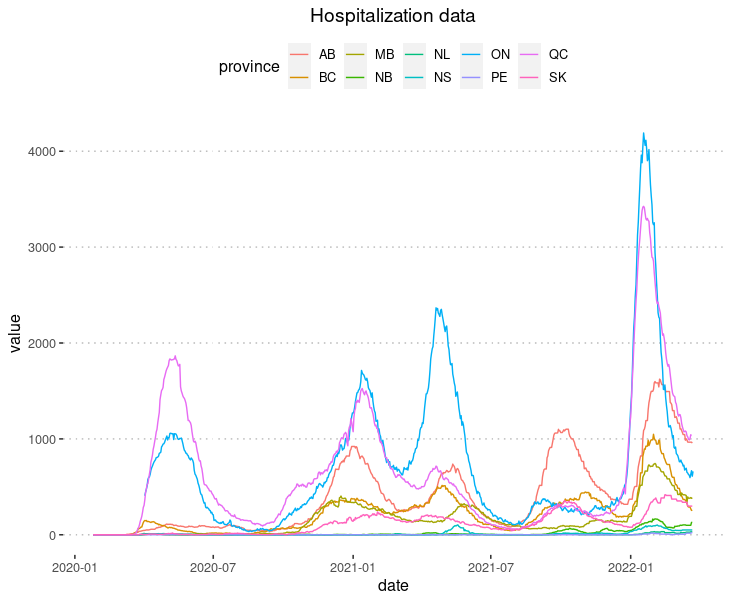 Hospitalization data
province AB MB NL ON QC
BC NB NS PE SK
4000
3000
2000
1000
0
value
2020-01 2020-07 2021-01 2021-07 2022-01
date